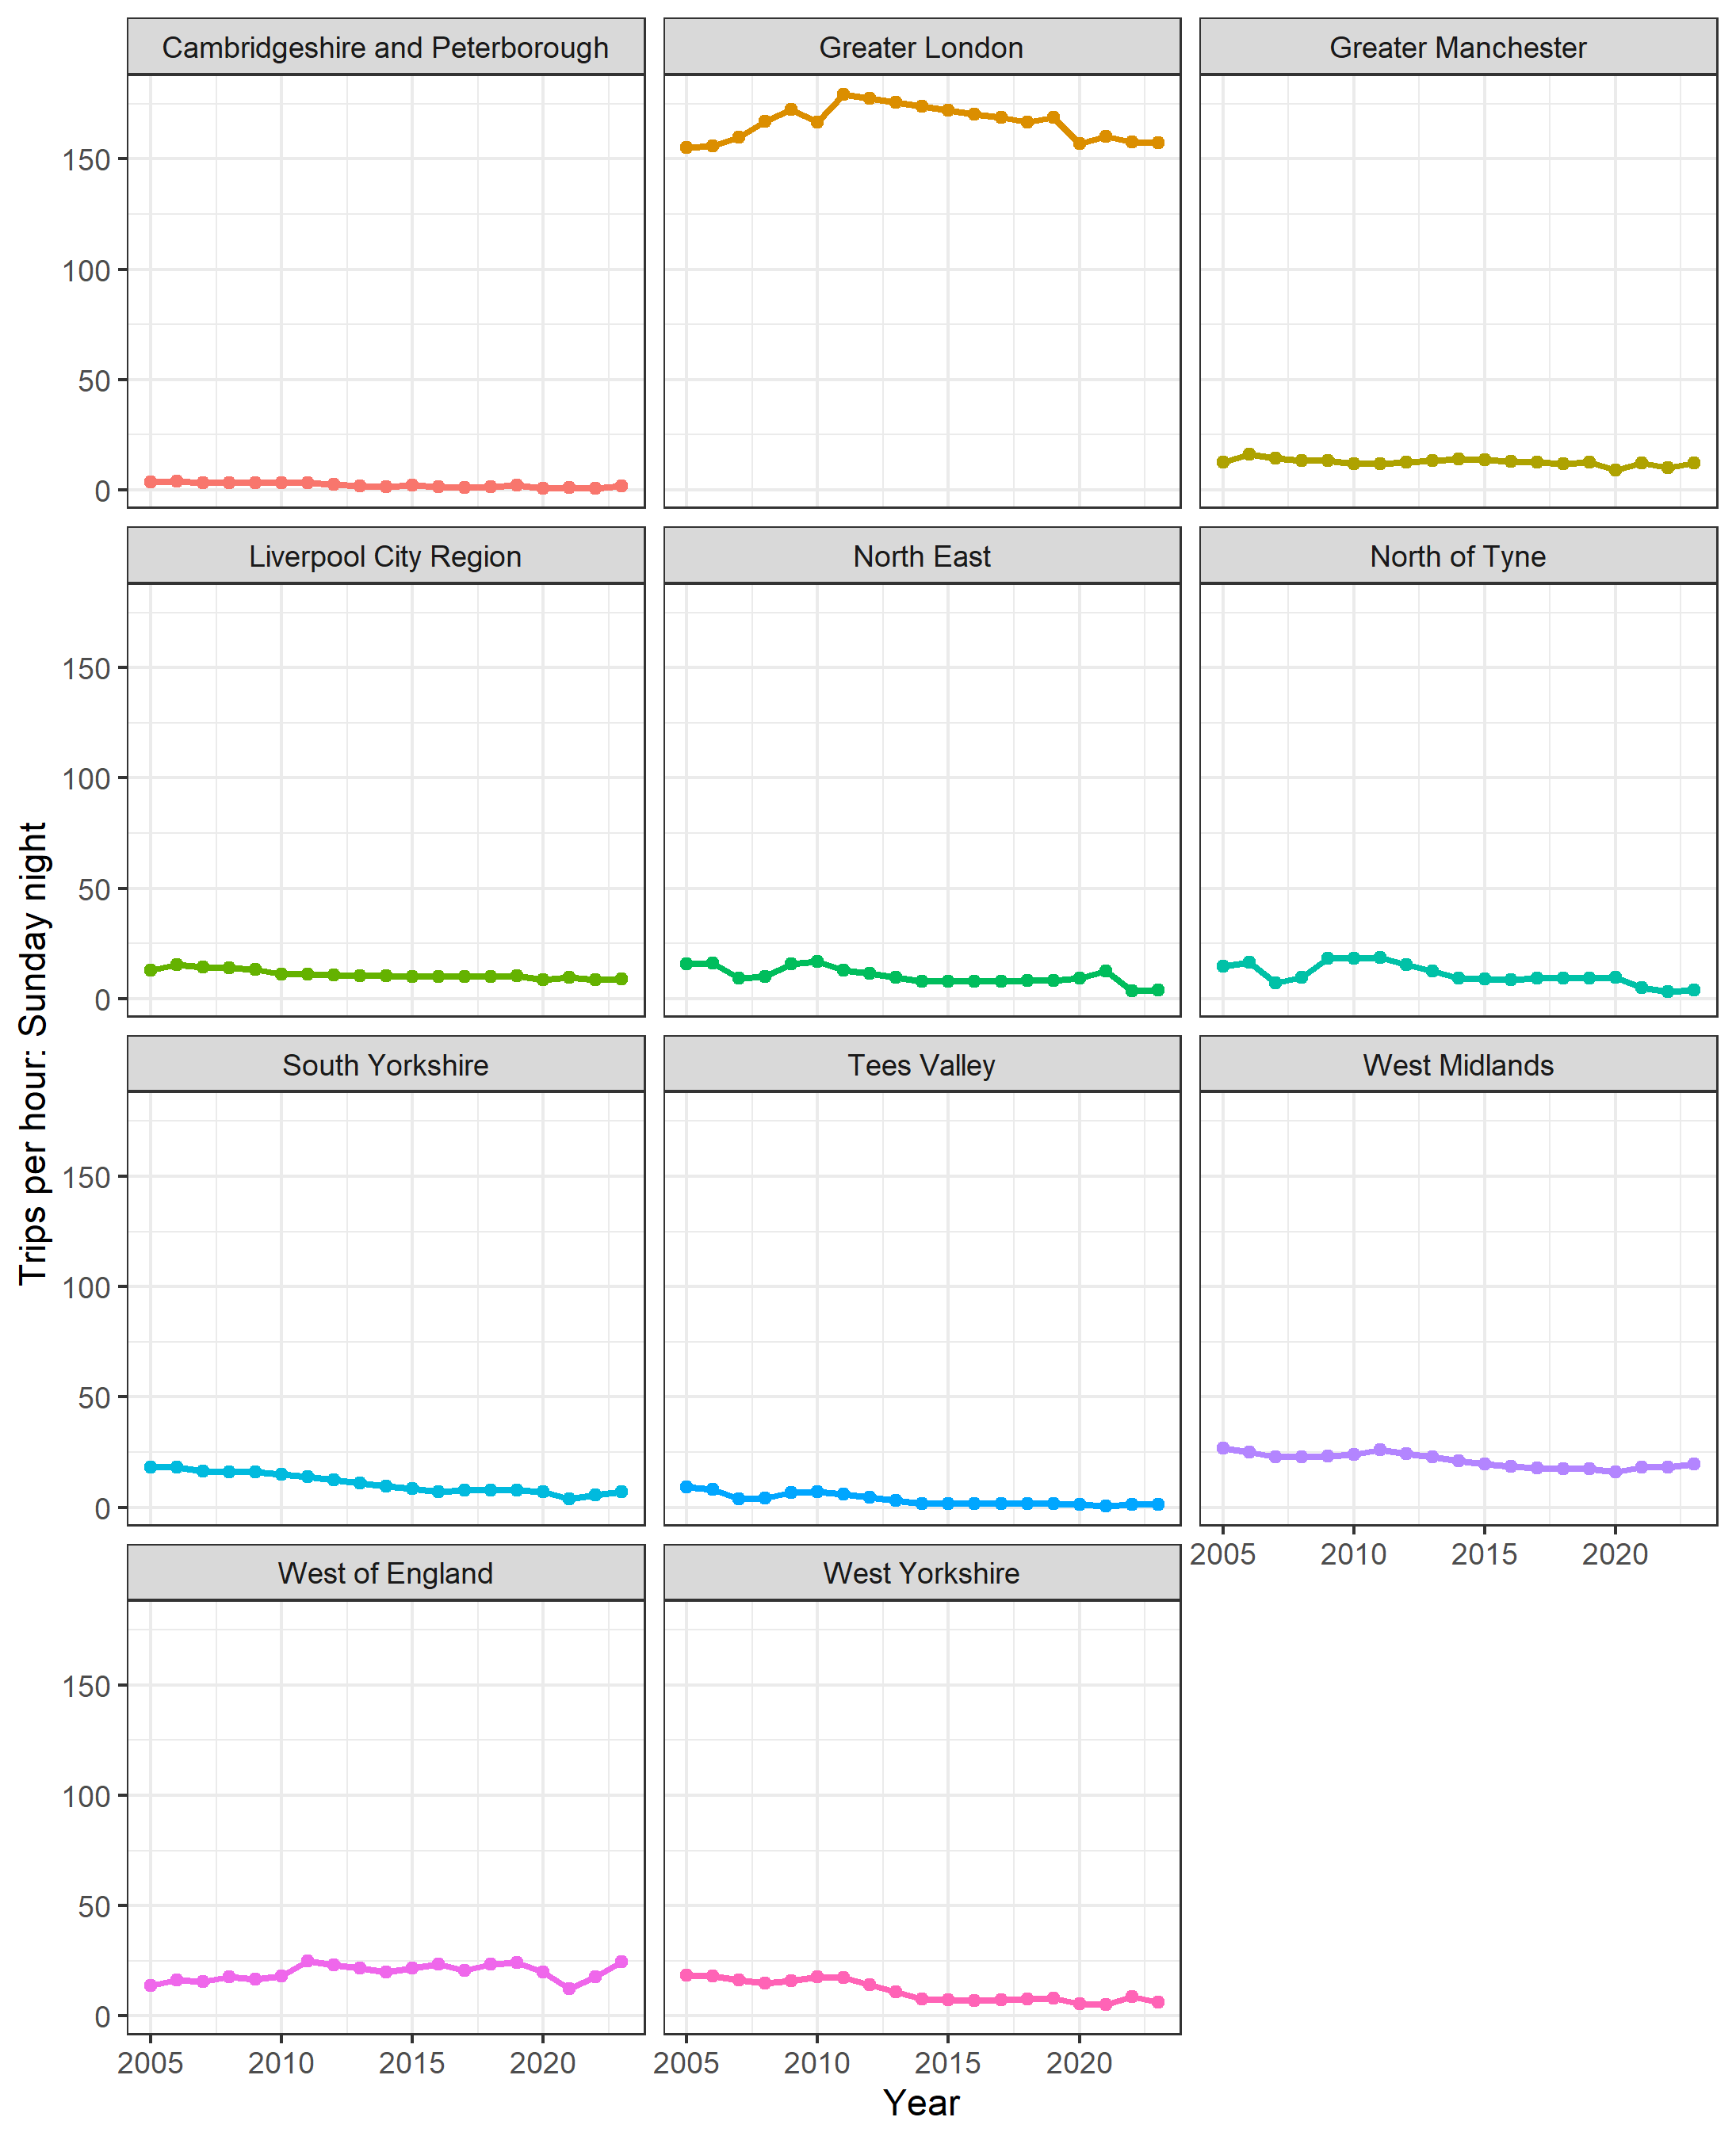 Cambridgeshire and Peterborough
Greater London
Greater Manchester
150
100
50
0
Liverpool City Region
North East
North of Tyne
150
100
50
0
Trips per hour: Sunday night
South Yorkshire
Tees Valley
West Midlands
150
100
50
0
2005 2010 2015 2020
West of England
West Yorkshire
150
100
50
0
2005 2010 2015 2020
2005 2010 2015 2020
Year